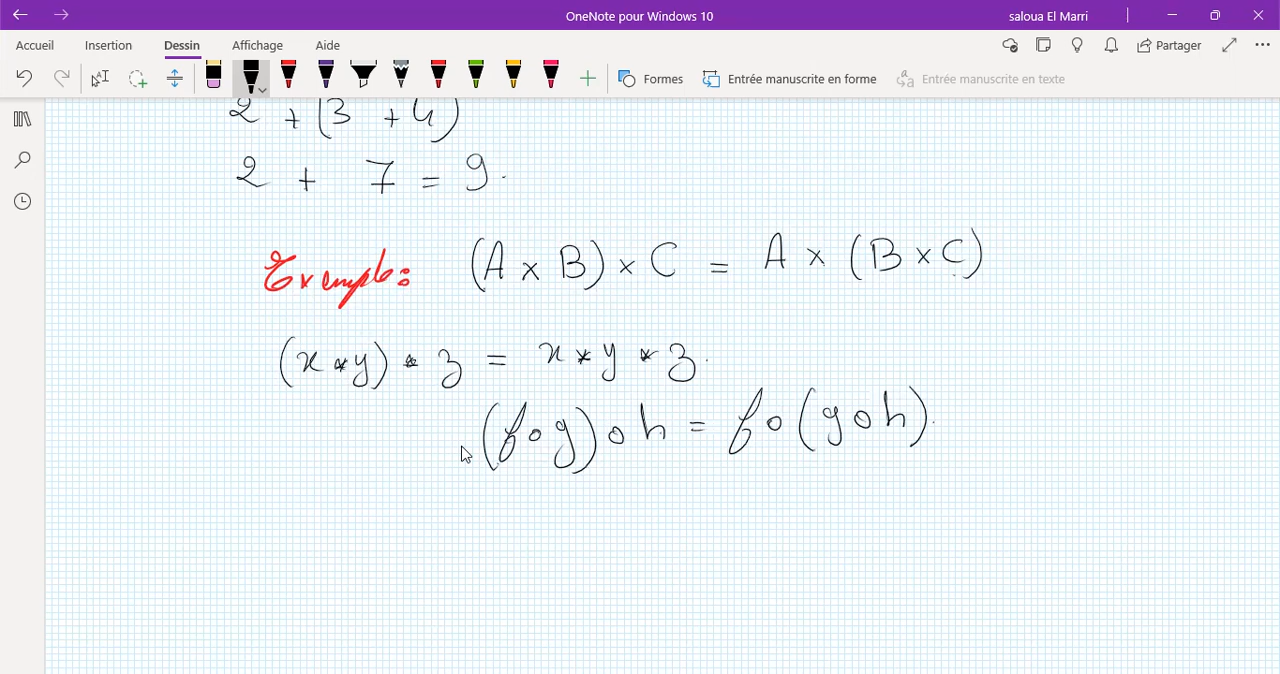 OneNote pour Windows 10
saloua El Marri
Accueil Insertion Dessin Affichage Aide
Partager
Formes Entrée manuscrite en forme Entrée manuscrite en texte
2 + (3 + 4)
2 + 7 = 9.
Exemple: (A × B) × C = A × (B × C)
(x * y) * z = x * y * z.
(f o g) o h = f o (g o h).